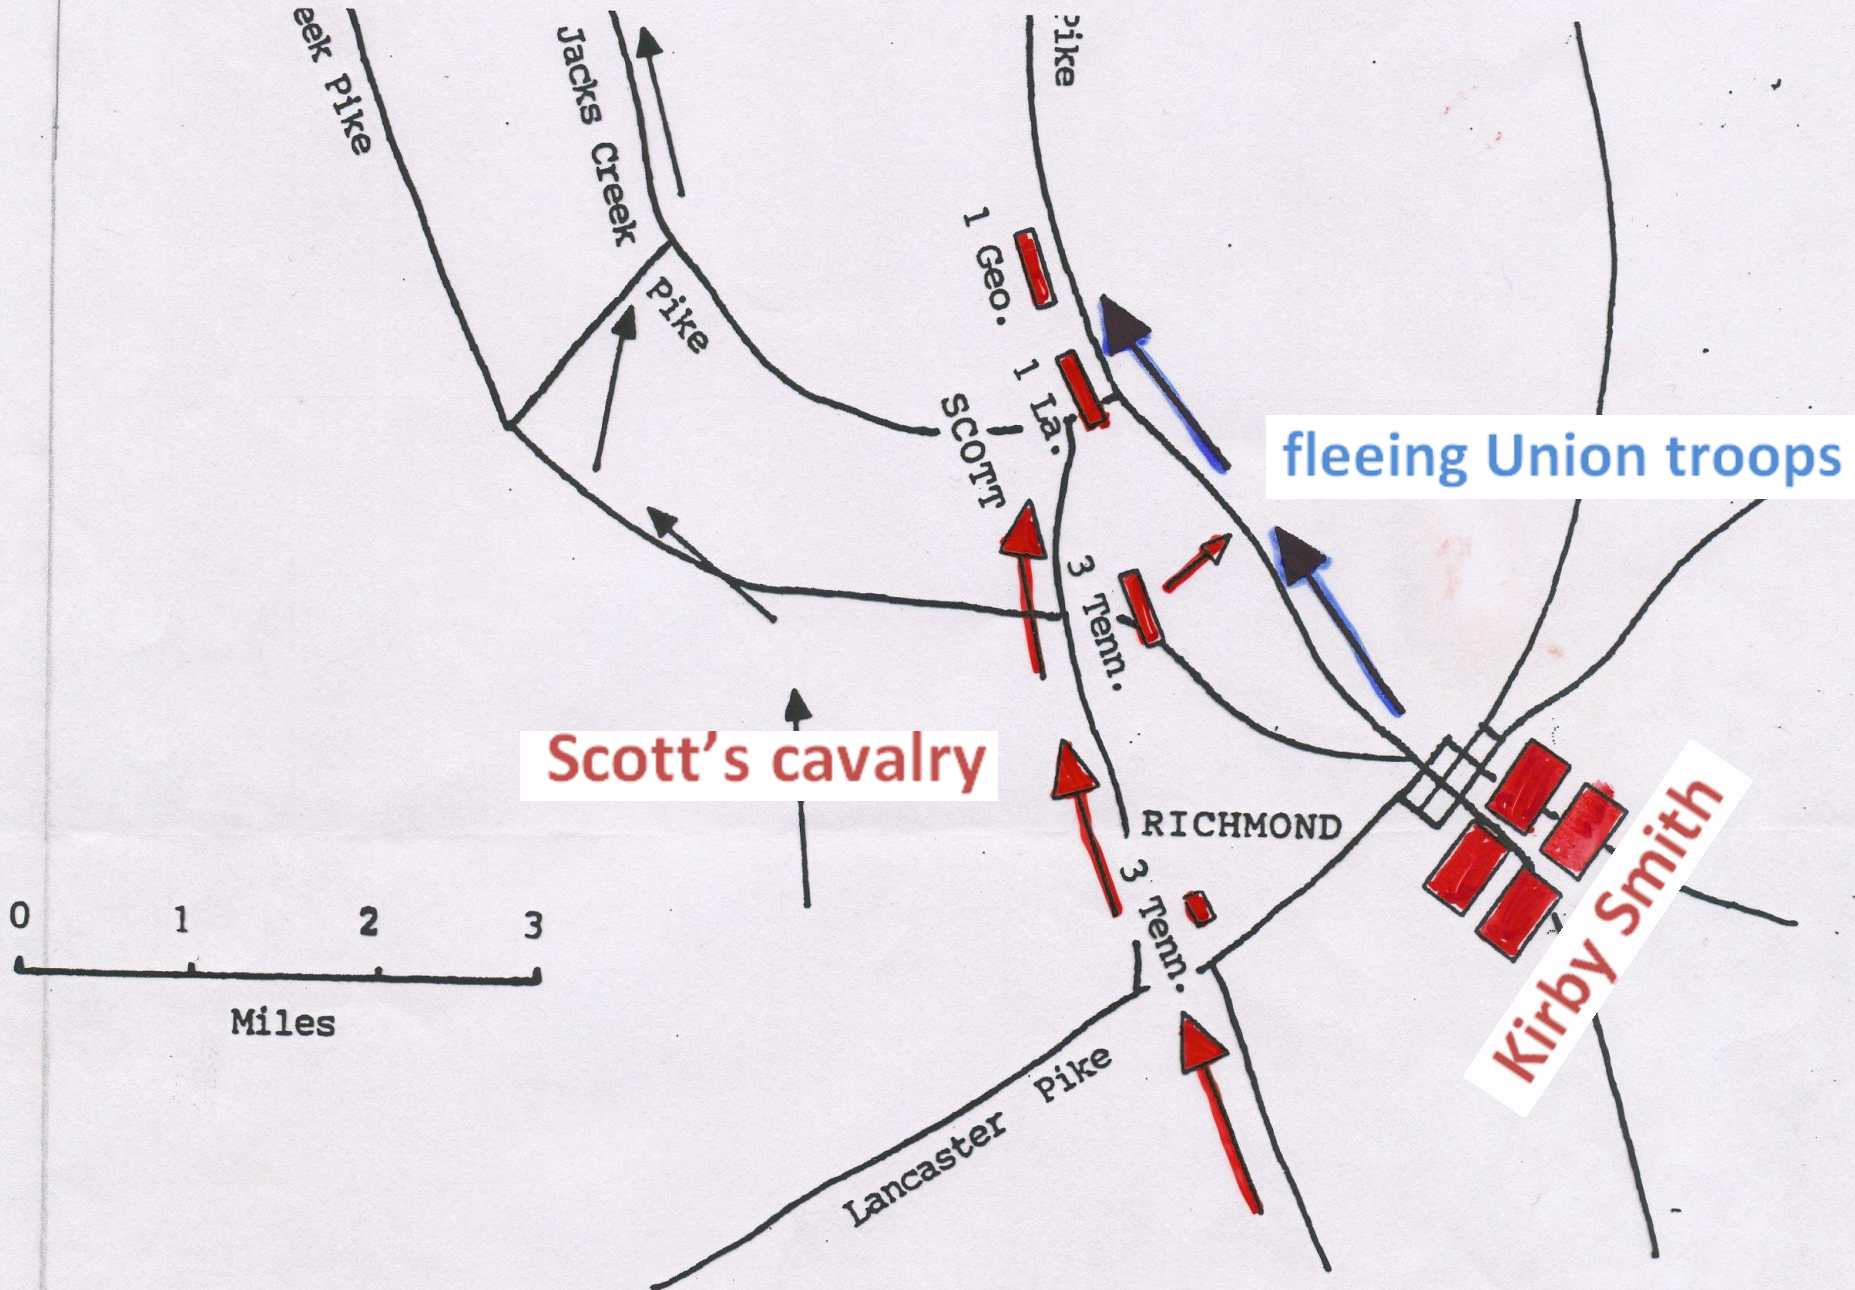 eek Pike
Jacks Creek
Pike
Pike
1 Geo.
1 La.
SCOTT
fleeing Union troops
3 Tenn.
Scott's cavalry
RICHMOND
3 Tenn.
Kirby Smith
0 1 2 3
Miles
Lancaster Pike